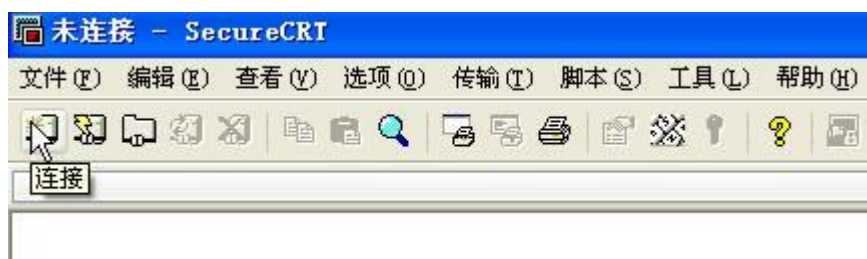 未连接 - SecureCRT
文件(F) 编辑(E) 查看(V) 选项(O) 传输(T) 脚本(S) 工具(L) 帮助(H)
连接